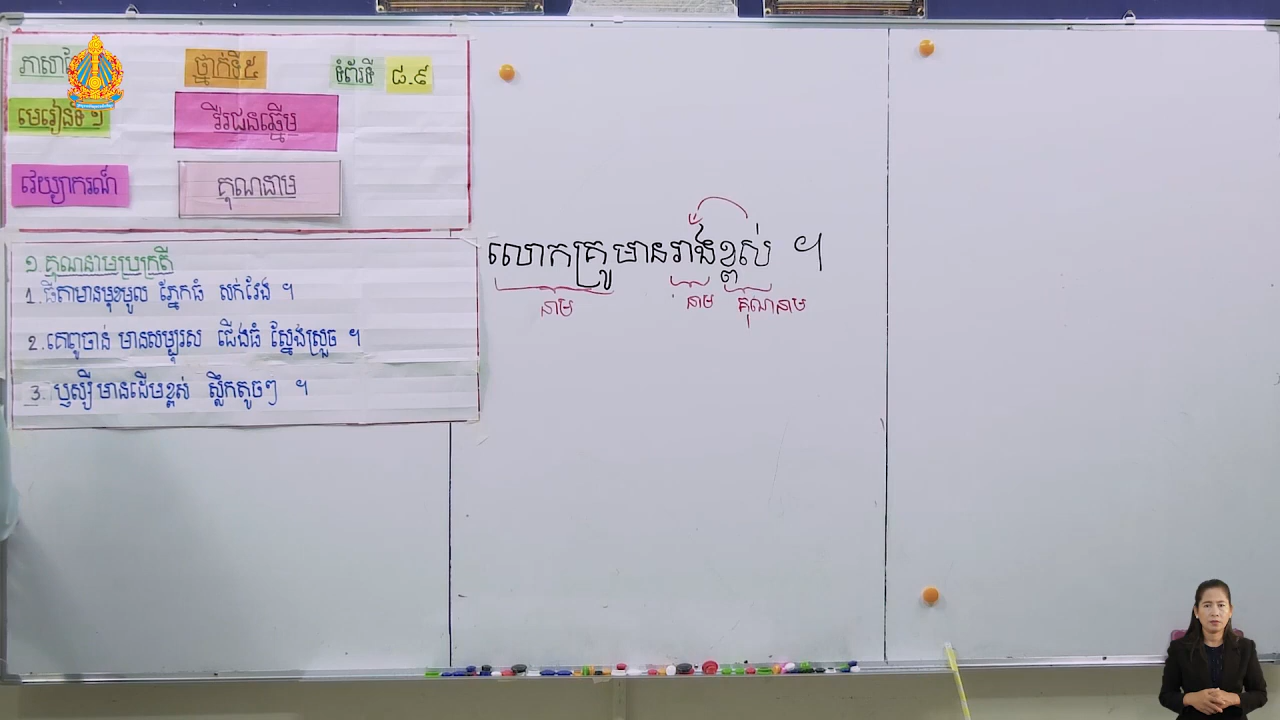 ភាសាខ្មែរ ថ្នាក់ទី៥ ទំព័រទី ៨.៩
មេរៀនទី ១ វីរជនឆ្នើម
វេយ្យាករណ៍ គុណនាម
១.គុណនាមប្រក្រតី
1.ធីតាមានមុខមូល ភ្នែកធំ សក់វែង ។
2.គោពូចាន់ មានសម្បុរស ជើងធំ ស្នែងស្រួច ។
3. ឫស្សីមានដើមខ្ពស់ ស្លឹកតូចៗ ។
លោកគ្រូមានរាងខ្ពស់ ។
នាម នាម គុណនាម